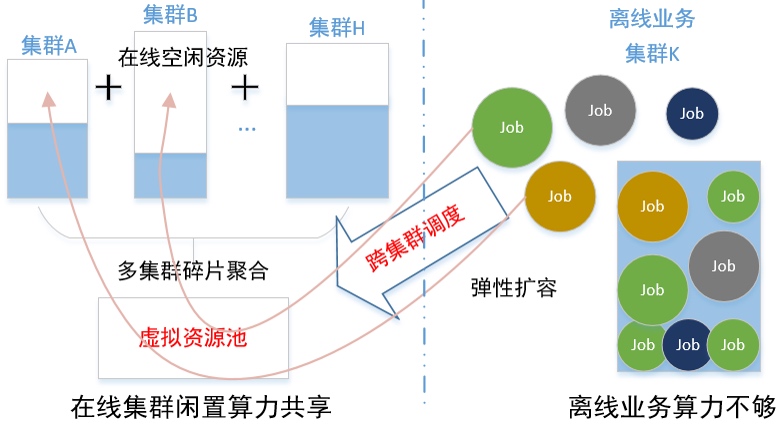 集群A
集群B
集群H
在线空闲资源
+
+
...
多集群碎片聚合
虚拟资源池
在线集群闲置算力共享
跨集群调度
弹性扩容
离线业务
集群K
Job
Job
Job
Job
Job
Job
Job
Job
Job
Job
Job
离线业务算力不够